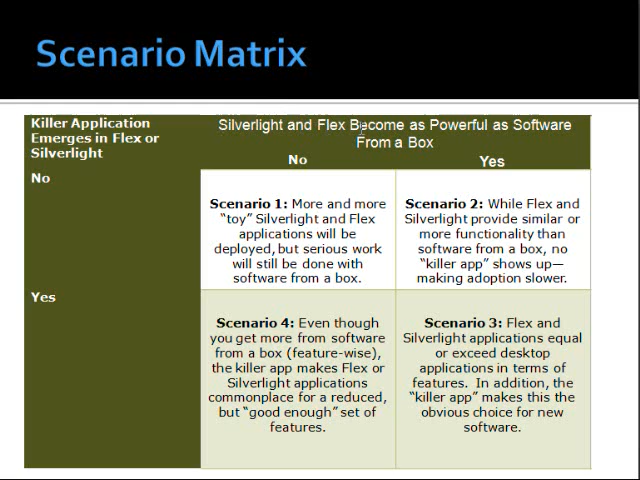 Scenario Matrix
Killer Application
Emerges in Flex or
Silverlight
Silverlight and Flex Become as Powerful as Software
From a Box
No
Yes
No
Scenario 1: More and more
“toy” Silverlight and Flex
applications will be
deployed, but serious work
will still be done with
software from a box.
Scenario 2: While Flex and
Silverlight provide similar or
more functionality than
software from a box, no
“killer app” shows up—
making adoption slower.
Yes
Scenario 4: Even though
you get more from software
from a box (feature-wise),
the killer app makes Flex or
Silverlight applications
commonplace for a reduced,
but “good enough” set of
features.
Scenario 3: Flex and
Silverlight applications equal
or exceed desktop
applications in terms of
features. In addition, the
“killer app” makes this the
obvious choice for new
software.